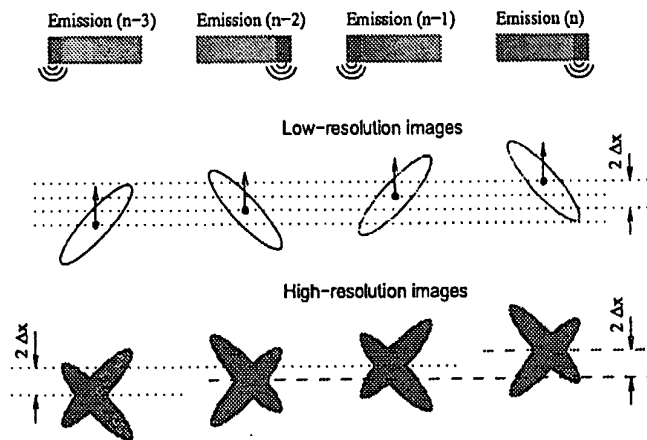 Emission (n−3) Emission (n−2) Emission (n−1) Emission (n)
Low−resolution images
2 Δx
High−resolution images
2 Δx
2 Δx